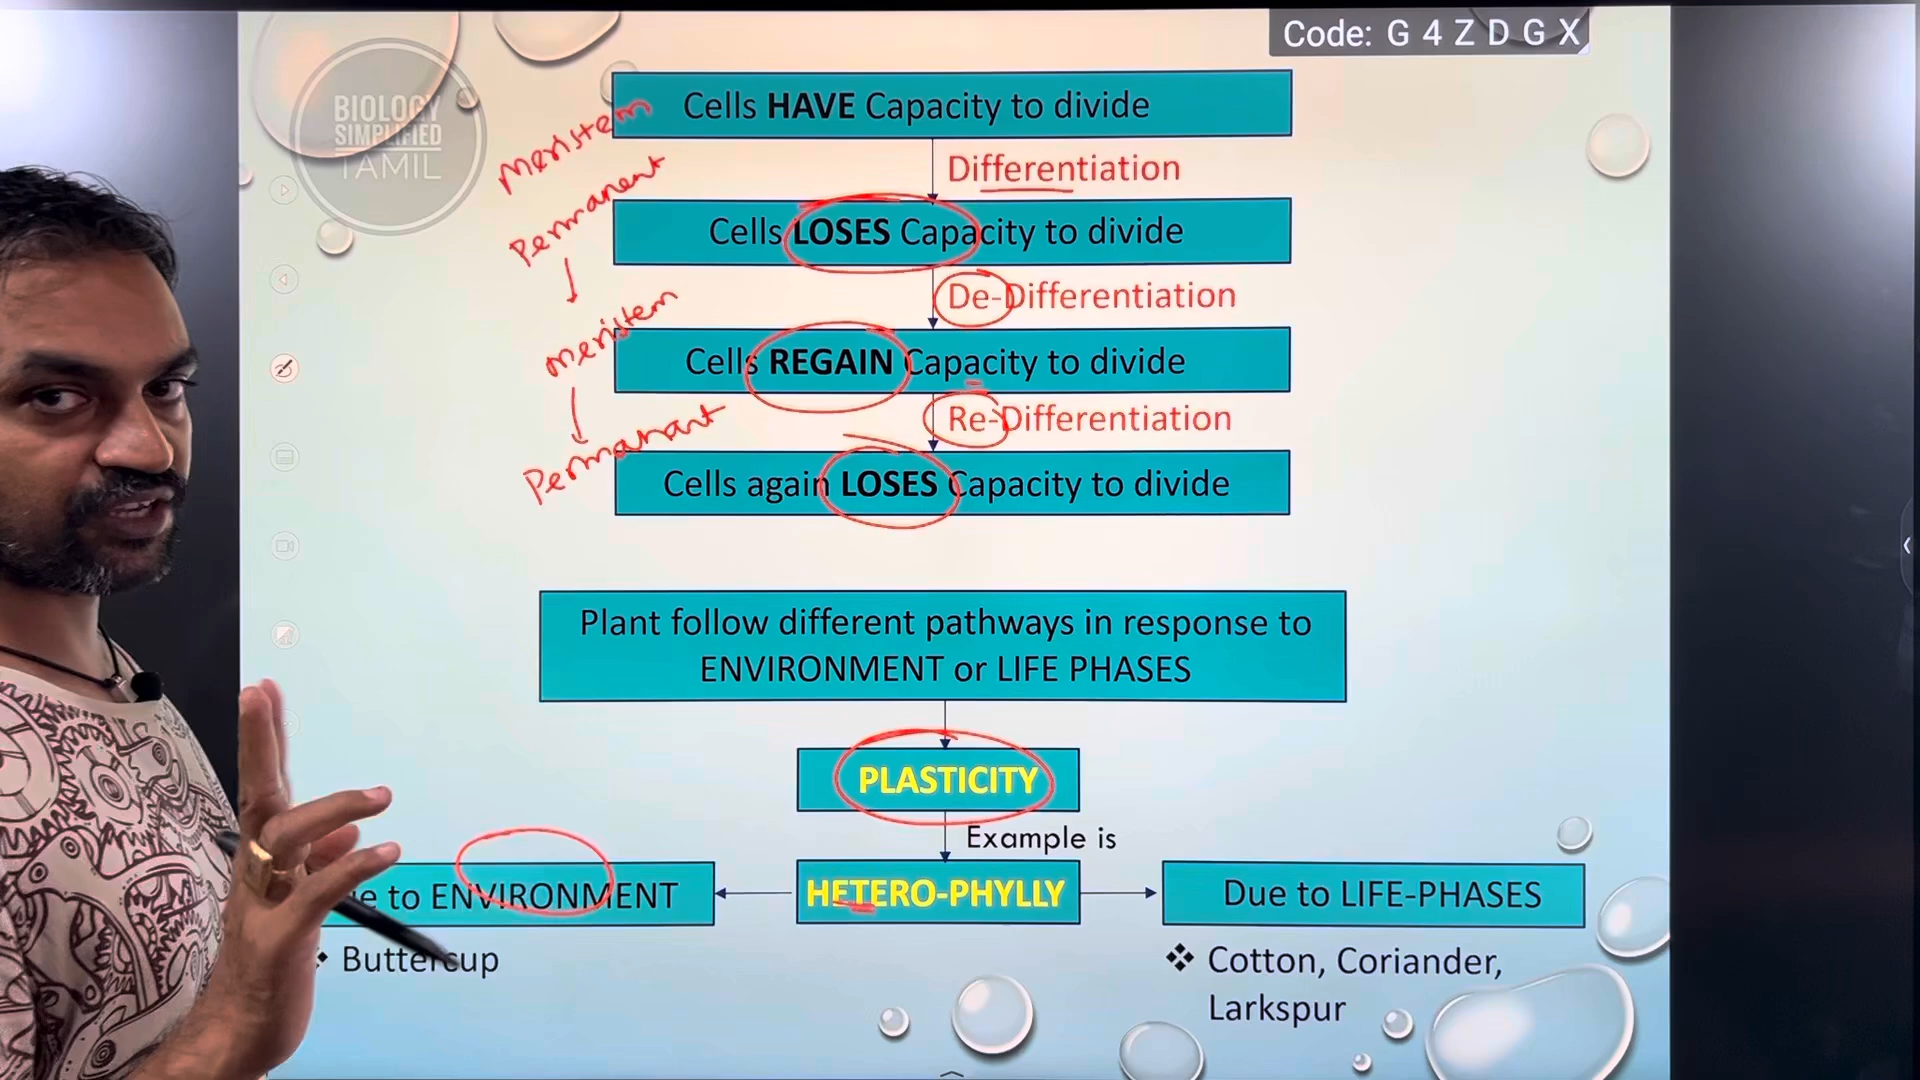 Code: G 4 Z D G X
BIOLOGY
SIMPLIFIED
TAMIL
Cells HAVE Capacity to divide
Meristem
Differentiation
Permanent
Cells LOSES Capacity to divide
De-Differentiation
Meristem
Cells REGAIN Capacity to divide
Re-Differentiation
Permanant
Cells again LOSES Capacity to divide
Plant follow different pathways in response to
ENVIRONMENT or LIFE PHASES
PLASTICITY
Example is
to ENVIRONMENT
HETERO-PHYLLY
Due to LIFE-PHASES
Buttercup
Cotton, Coriander,
Larkspur